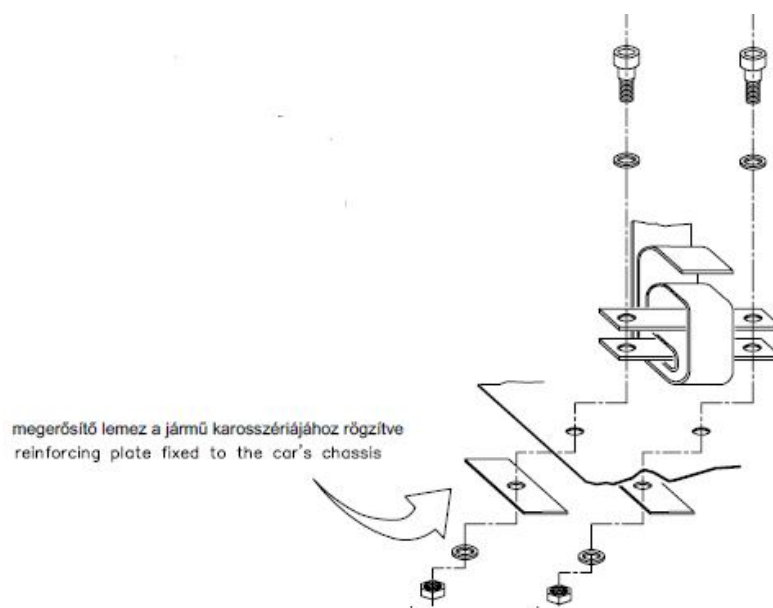 megerősítő lemez a jármű karosszériájához rögzítve
reinforcing plate fixed to the car's chassis